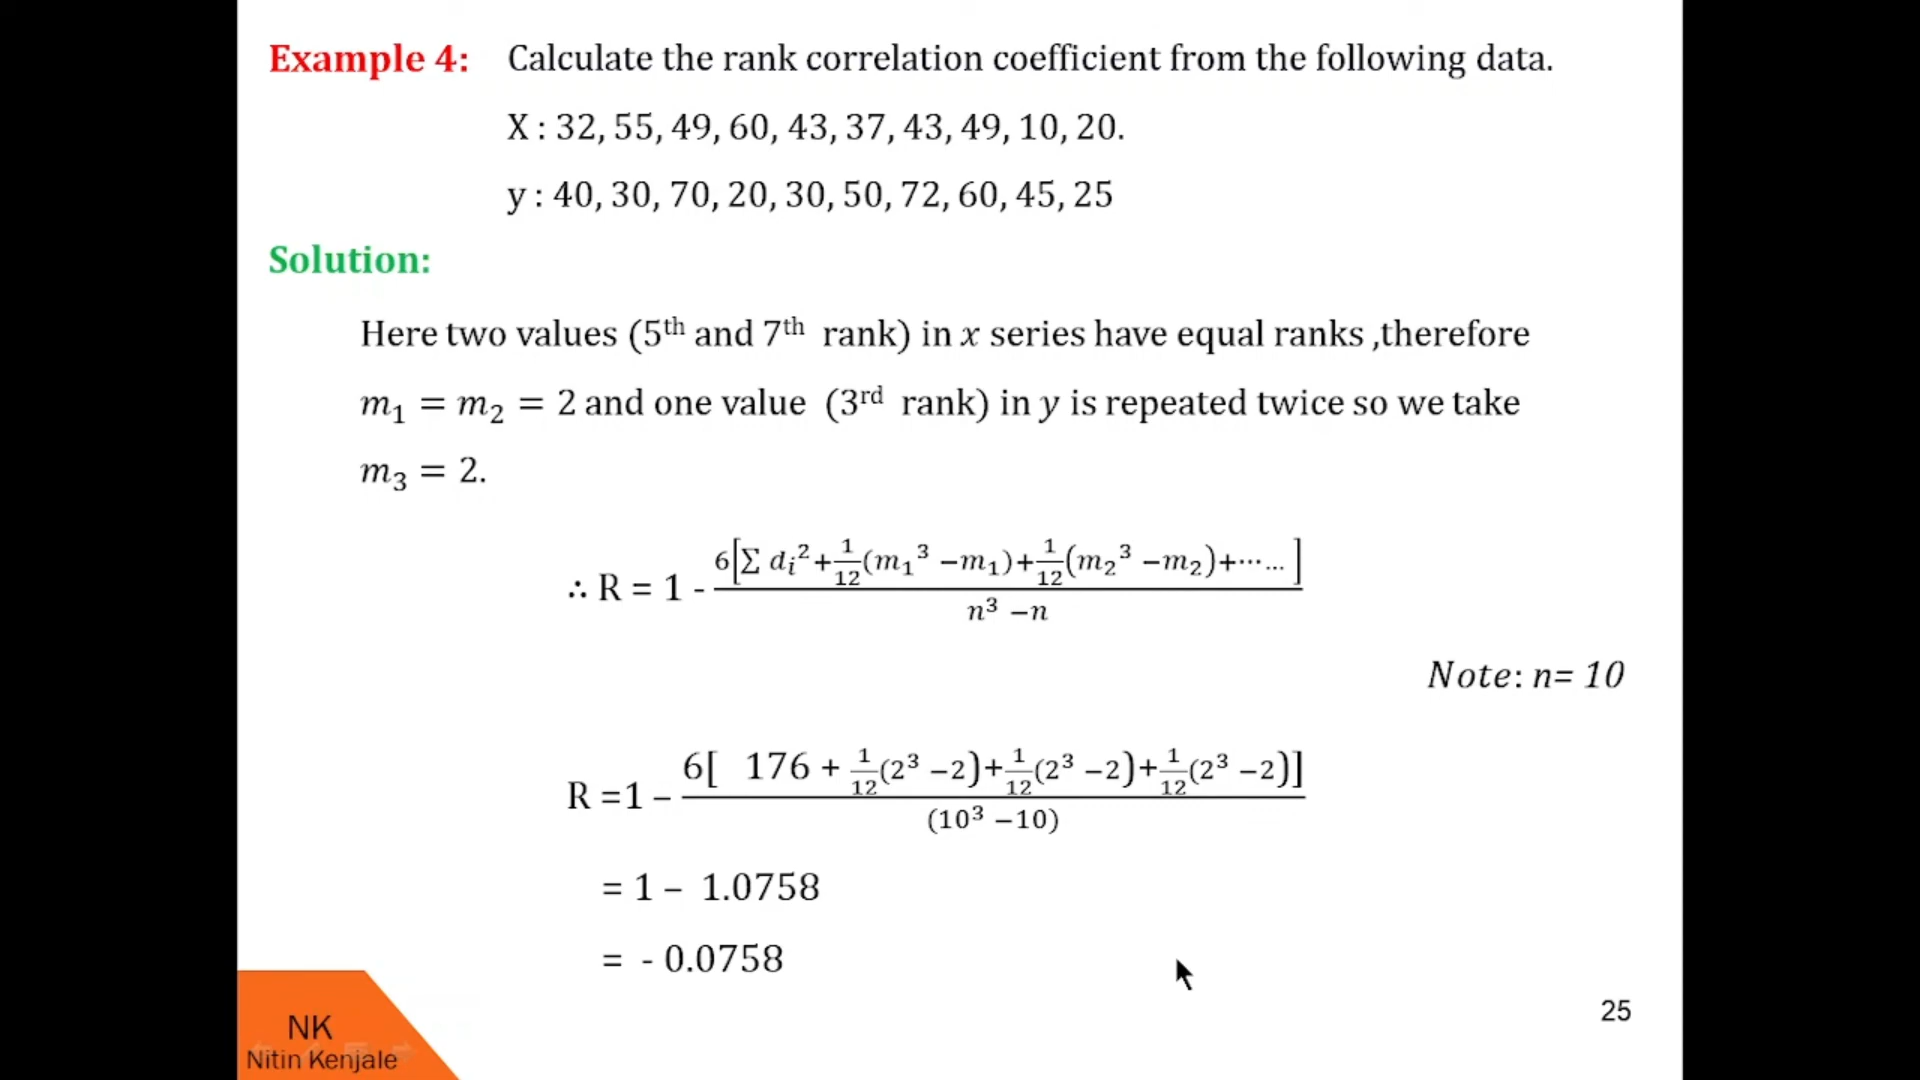 Example 4: Calculate the rank correlation coefficient from the following data.
X : 32, 55, 49, 60, 43, 37, 43, 49, 10, 20.
y : 40, 30, 70, 20, 30, 50, 72, 60, 45, 25
Solution:
Here two values (5th and 7th rank) in x series have equal ranks ,therefore
m₁ = m₂ = 2 and one value (3rd rank) in y is repeated twice so we take
m₃ = 2.
∴ R = 1 - 6[∑ dᵢ² + 1/12 (m₁³ −m₁)+ 1/12 (m₂³ −m₂)+⋯… ] / n³ −n
Note: n= 10
R =1 – 6[ 176 + 1/12 (2³ −2)+ 1/12 (2³ −2)+ 1/12 (2³ −2)] / (10³ −10)
= 1 – 1.0758
= - 0.0758
NK
Nitin Kenjale
25